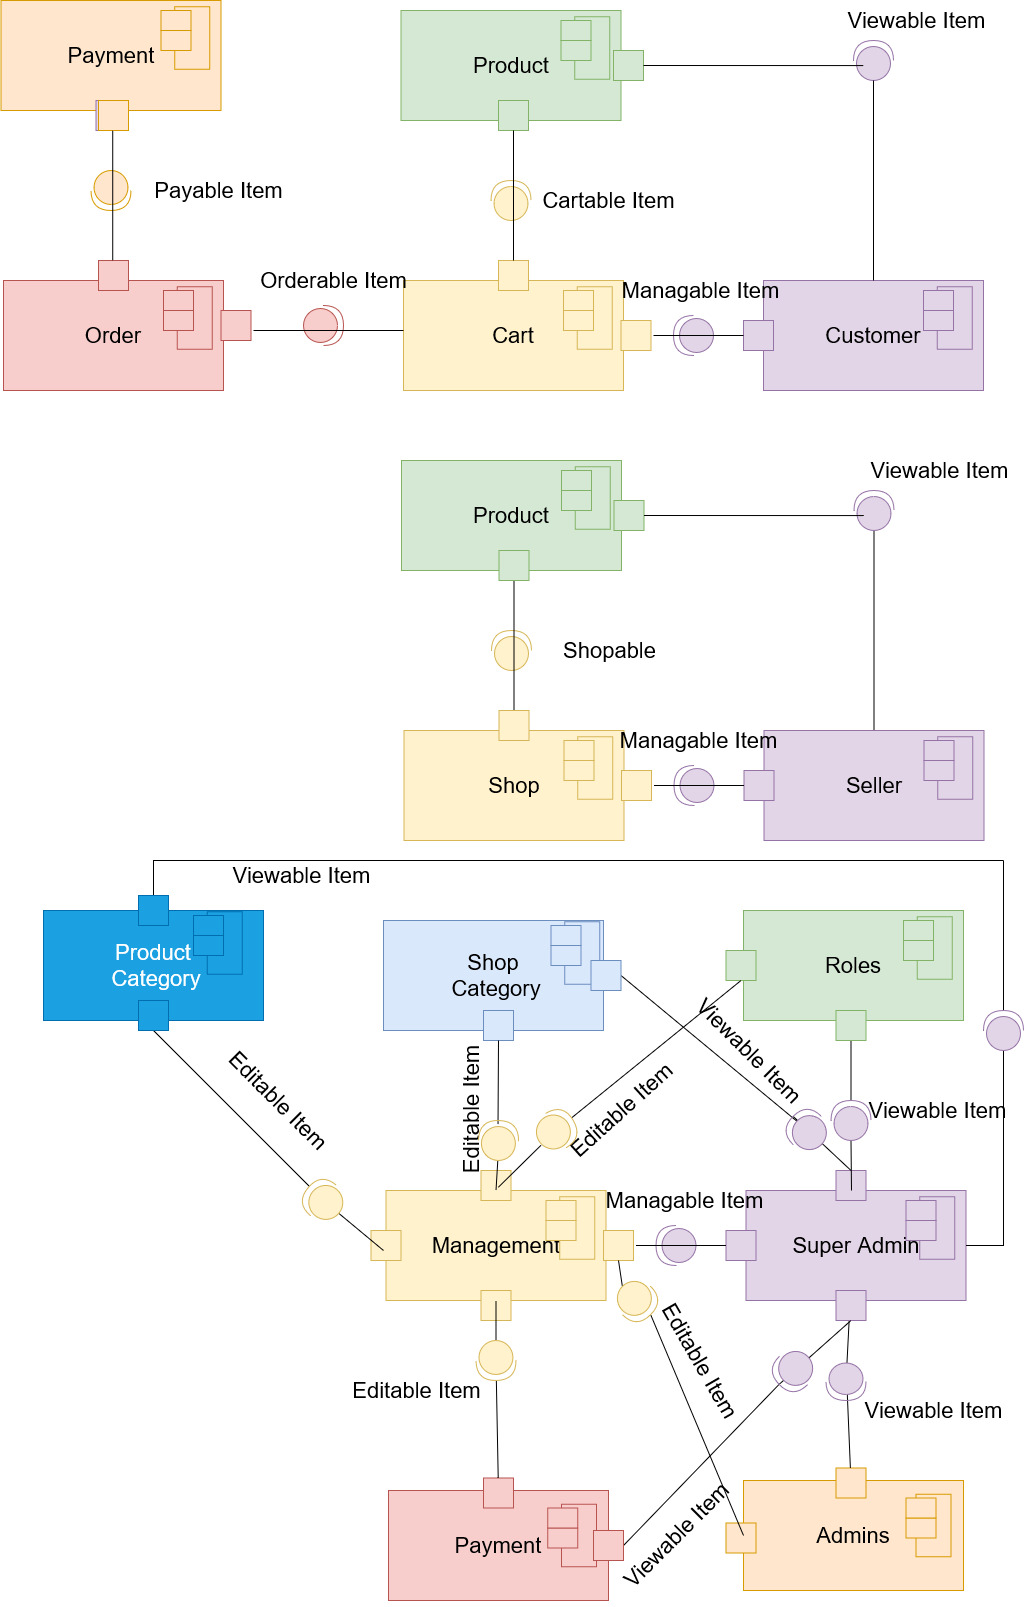 Viewable Item
Payment
Product
Payable Item
Cartable Item
Orderable Item
Managable Item
Order
Cart
Customer
Viewable Item
Product
Shopable
Managable Item
Shop
Seller
Viewable Item
Product
Category
Shop
Category
Roles
Viewable Item
Editable Item
Editable Item
Editable Item
Viewable Item
Managable Item
Management
Super Admin
Editable Item
Editable Item
Viewable Item
Viewable Item
Payment
Admins